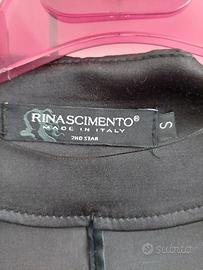 RINASCIMENTO®
MADE IN ITALY
2ND STAR
S
subito